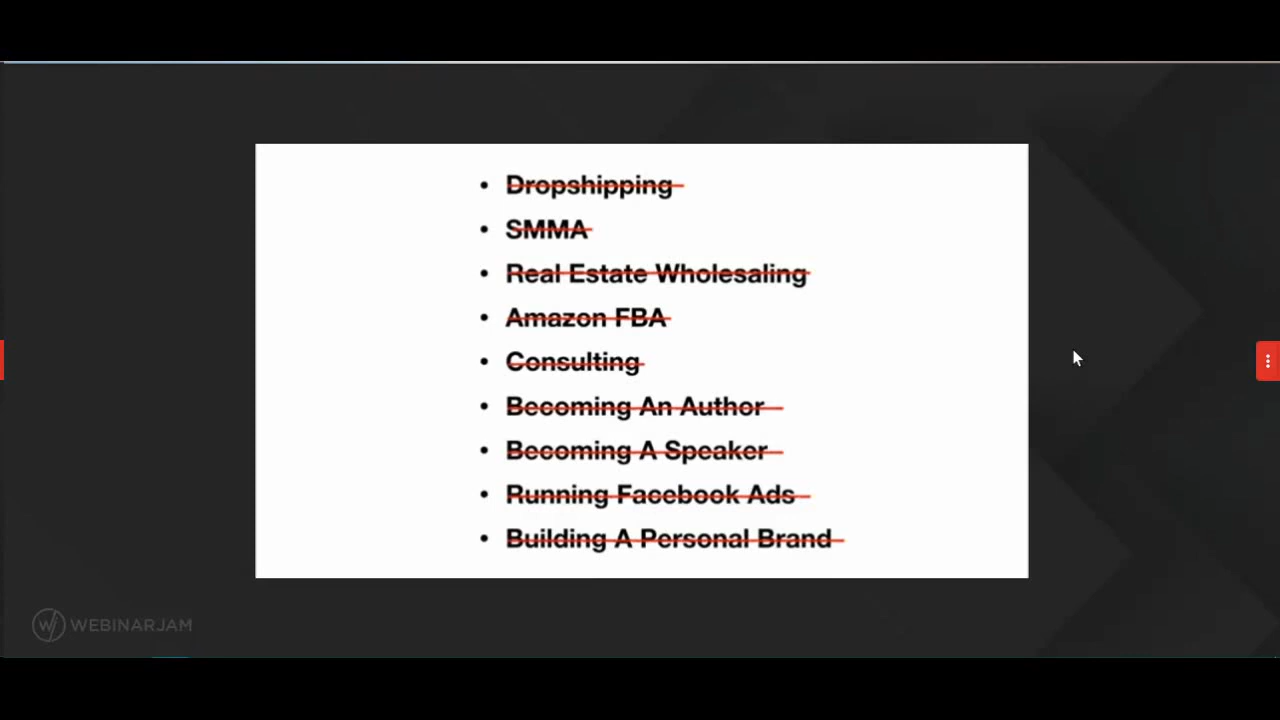 • Dropshipping
• SMMA
• Real Estate Wholesaling
• Amazon FBA
• Consulting
• Becoming An Author
• Becoming A Speaker
• Running Facebook Ads
• Building A Personal Brand
WEBINARJAM